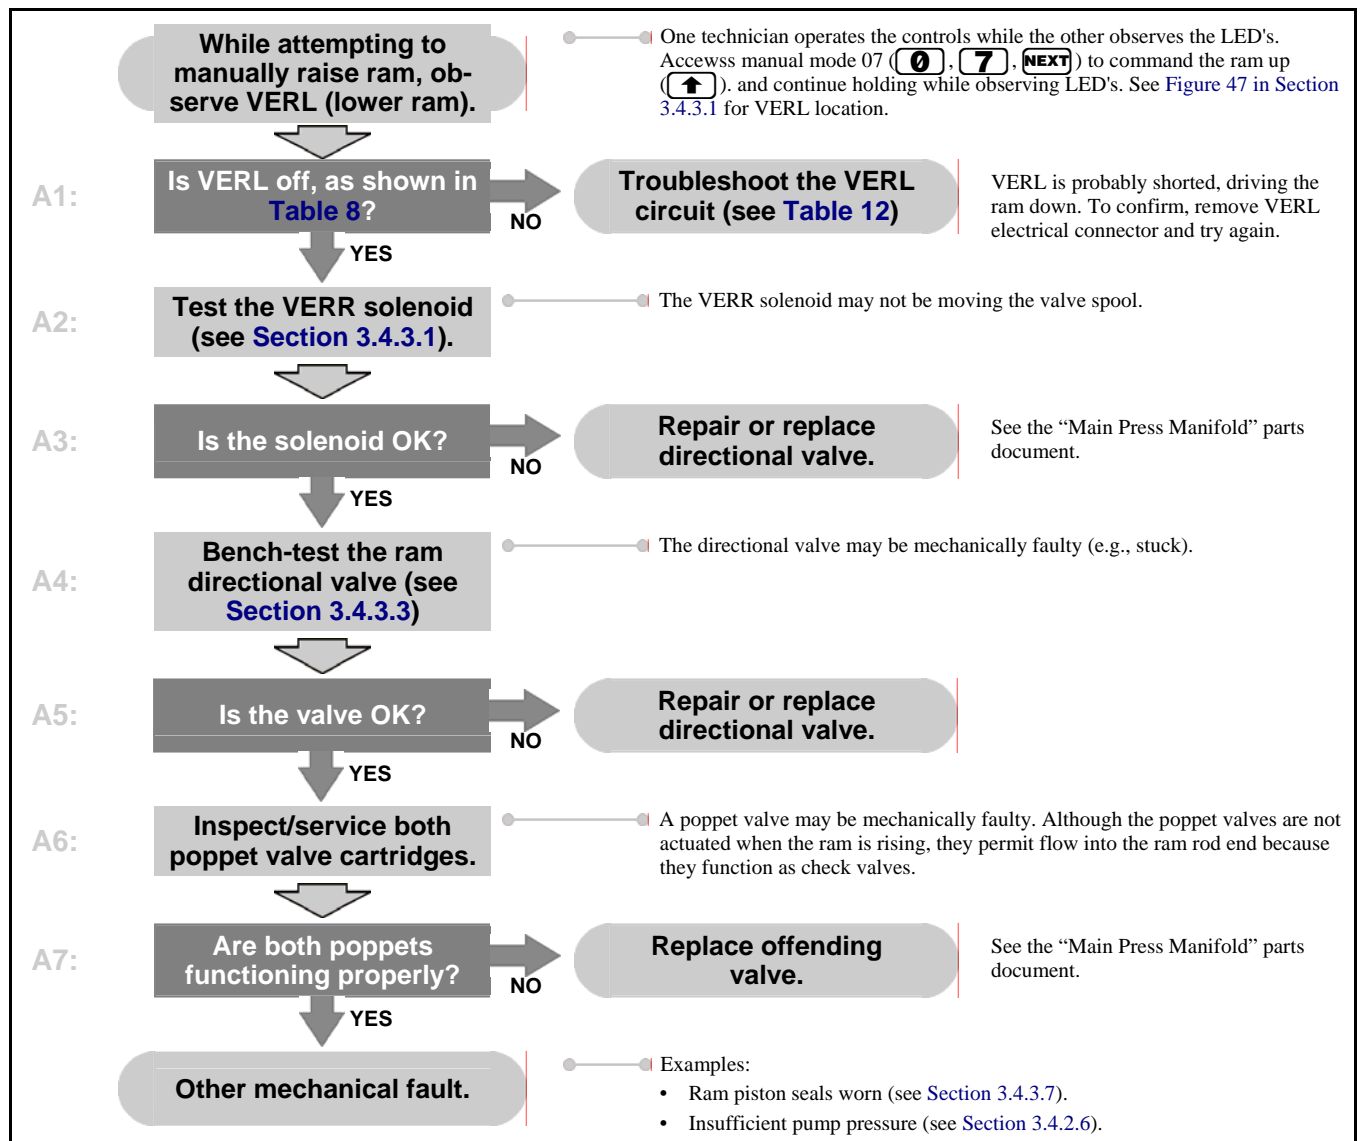 While attempting to
manually raise ram, ob-
serve VERL (lower ram).
One technician operates the controls while the other observes the LED's.
Accewss manual mode 07 (0, 7, NEXT) to command the ram up
(⬆). and continue holding while observing LED's. See Figure 47 in Section
3.4.3.1 for VERL location.
A1:
Is VERL off, as shown in
Table 8?
NO
YES
Troubleshoot the VERL
circuit (see Table 12)
VERL is probably shorted, driving the
ram down. To confirm, remove VERL
electrical connector and try again.
A2:
Test the VERR solenoid
(see Section 3.4.3.1).
The VERR solenoid may not be moving the valve spool.
A3:
Is the solenoid OK?
NO
YES
Repair or replace
directional valve.
See the “Main Press Manifold” parts
document.
A4:
Bench-test the ram
directional valve (see
Section 3.4.3.3)
The directional valve may be mechanically faulty (e.g., stuck).
A5:
Is the valve OK?
NO
YES
Repair or replace
directional valve.
A6:
Inspect/service both
poppet valve cartridges.
A poppet valve may be mechanically faulty. Although the poppet valves are not
actuated when the ram is rising, they permit flow into the ram rod end because
they function as check valves.
A7:
Are both poppets
functioning properly?
NO
YES
Replace offending
valve.
See the “Main Press Manifold” parts
document.
Other mechanical fault.
Examples:
• Ram piston seals worn (see Section 3.4.3.7).
• Insufficient pump pressure (see Section 3.4.2.6).